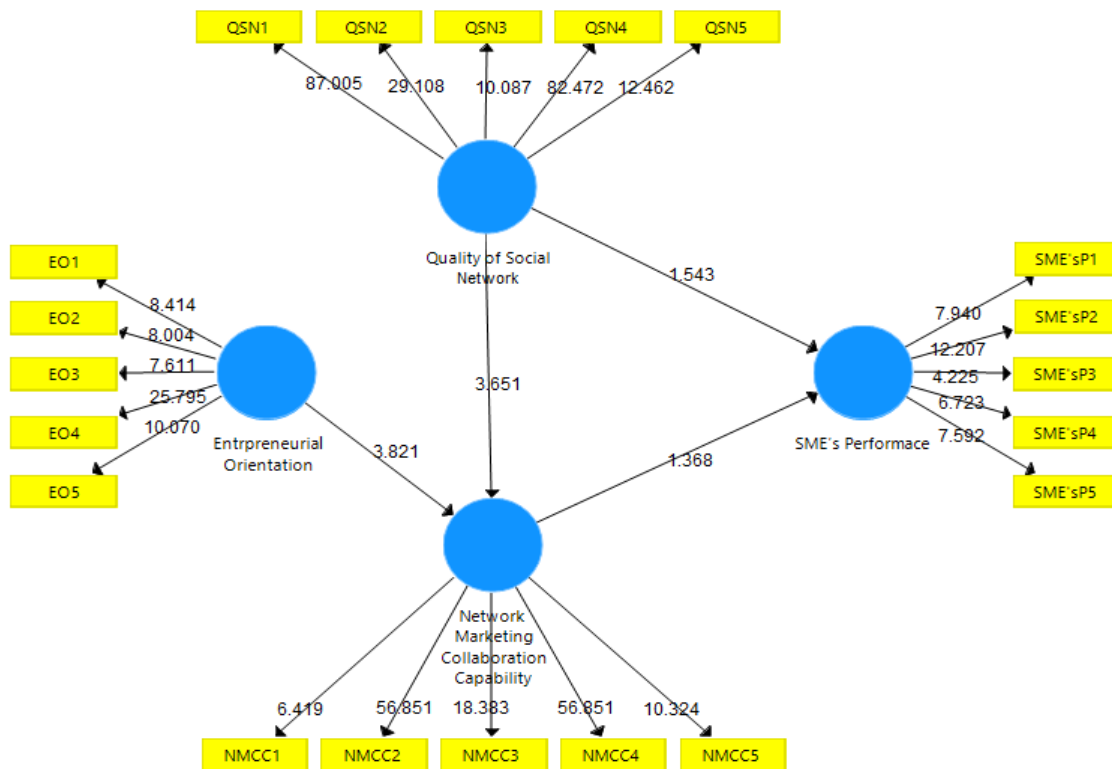 QSN1
QSN2
QSN3
QSN4
QSN5
87.005
29.108
10.087
82.472
12.462
Quality of Social
Network
EO1
EO2
EO3
EO4
EO5
8.414
8.004
7.611
25.795
10.070
Entrpreneurial
Orientation
3.821
3.651
1.543
1.368
SME'sP1
SME'sP2
SME'sP3
SME'sP4
SME'sP5
7.940
12.207
4.225
6.723
7.592
SME's Performace
Network
Marketing
Collaboration
Capability
6.419
56.851
18.383
56.851
10.324
NMCC1
NMCC2
NMCC3
NMCC4
NMCC5